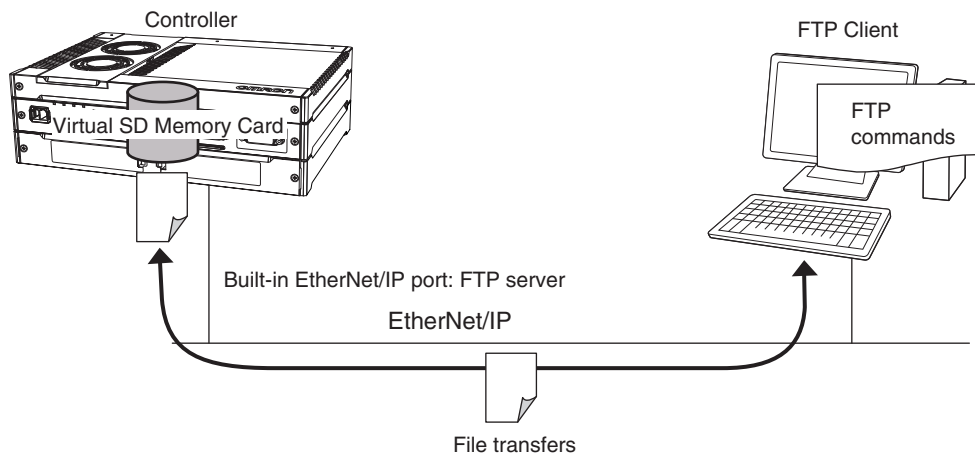 Controller
FTP Client
omron
Virtual SD Memory Card
FTP
commands
Built-in EtherNet/IP port: FTP server
EtherNet/IP
File transfers